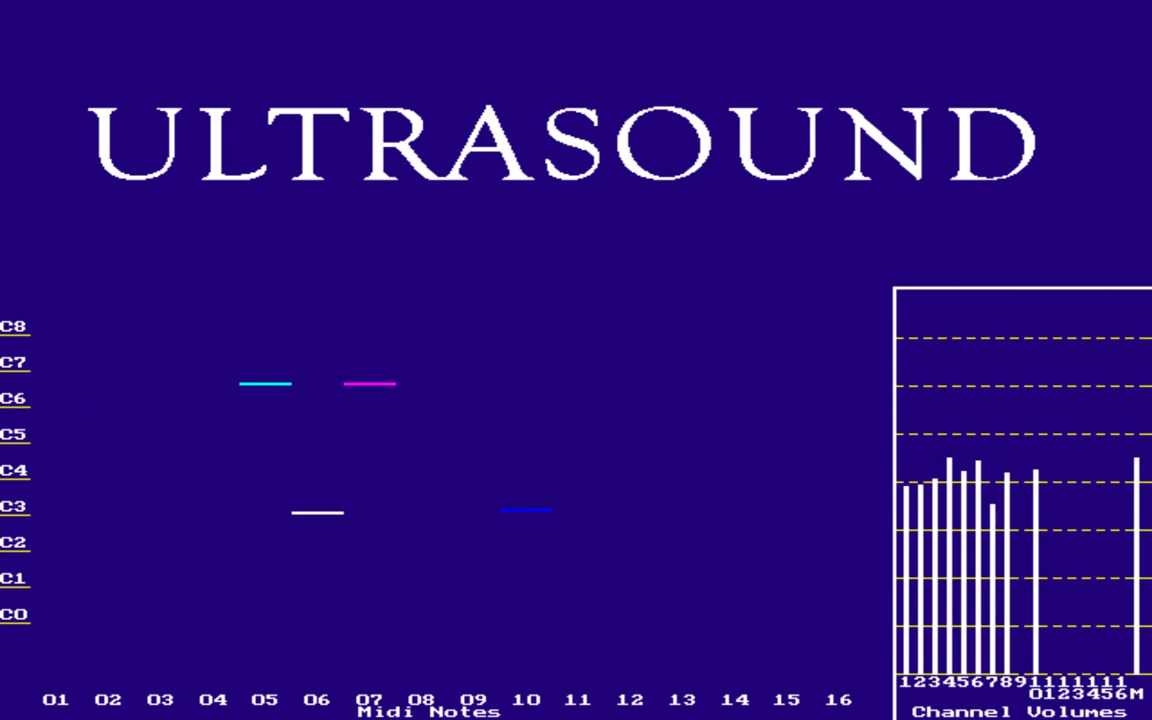 ULTRASOUND
C8
C7
C6
C5
C4
C3
C2
C1
C0
01 02 03 04 05 06 07 08 09 10 11 12 13 14 15 16
Midi Notes
1234567891111111
0123456M
Channel Volumes